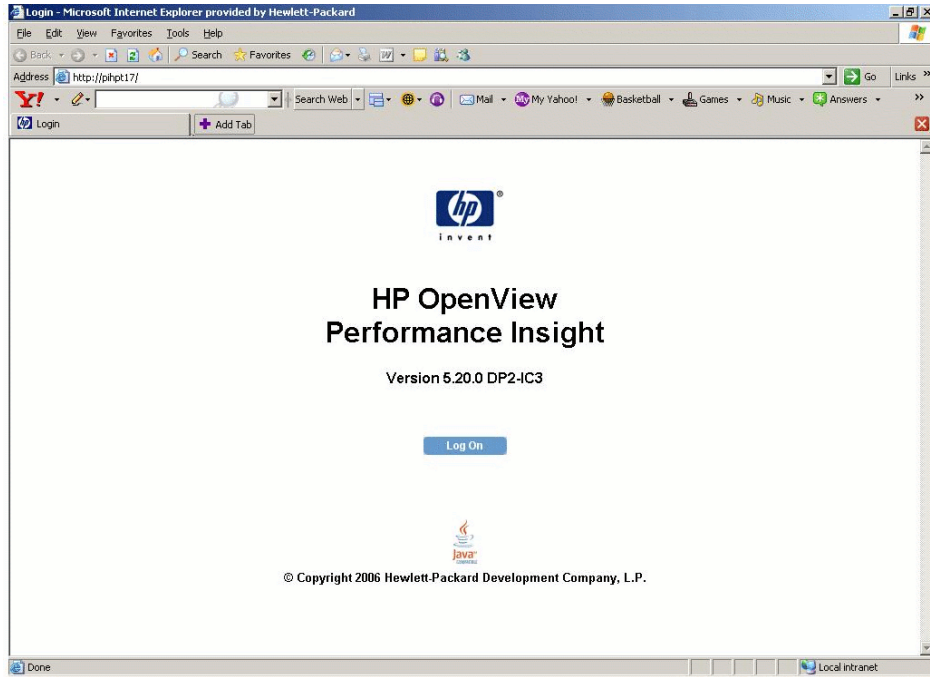 Login - Microsoft Internet Explorer provided by Hewlett-Packard
File Edit View Favorites Tools Help
Back Search Favorites
Address http://pihpt17/ Go Links »
Y! Search Web Mail My Yahoo! Basketball Games Music Answers »
Login Add Tab
hp ®
invent
HP OpenView
Performance Insight
Version 5.20.0 DP2-IC3
Log On
Java
COMPATIBLE
© Copyright 2006 Hewlett-Packard Development Company, L.P.
Done Local intranet